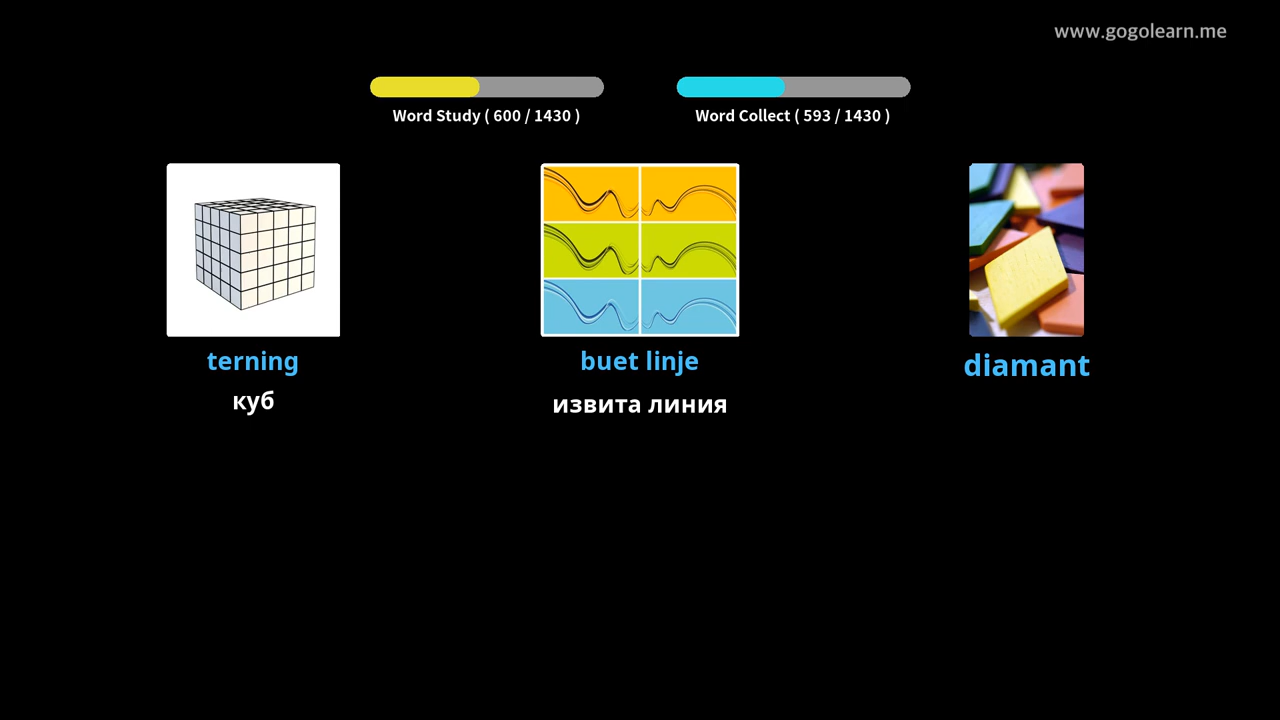 www.gogolearn.me
Word Study ( 600 / 1430 )
Word Collect ( 593 / 1430 )
terning
куб
buet linje
извита линия
diamant